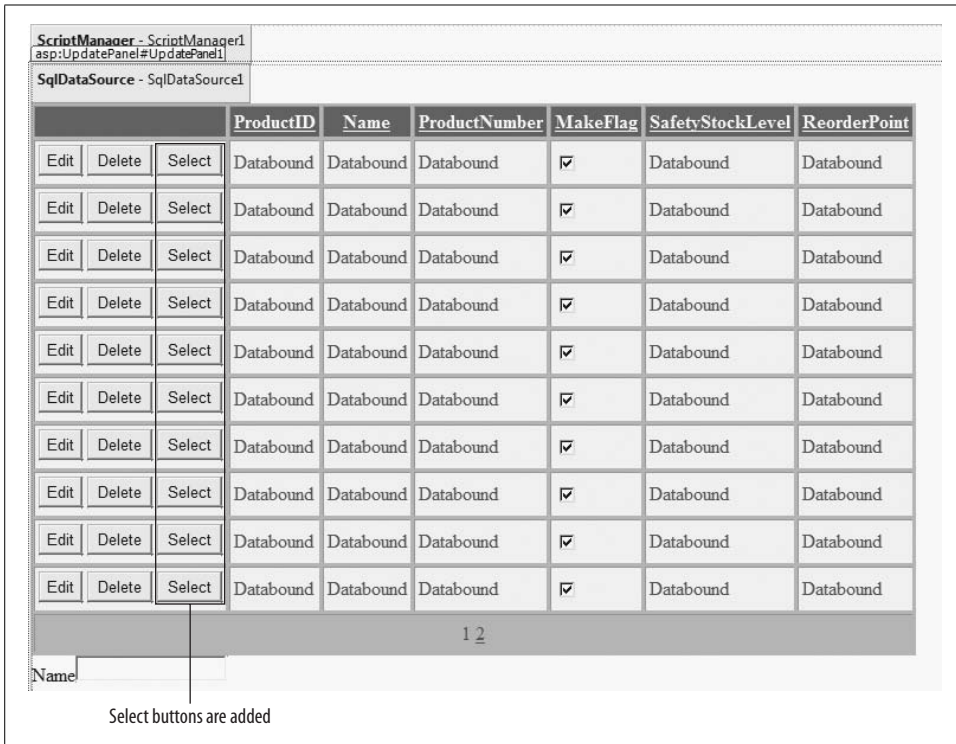 ScriptManager - ScriptManager1
asp:UpdatePanel#UpdatePanel1
SqlDataSource - SqlDataSource1
ProductID Name ProductNumber MakeFlag SafetyStockLevel ReorderPoint
Edit Delete Select Databound Databound Databound Databound Databound
Edit Delete Select Databound Databound Databound Databound Databound
Edit Delete Select Databound Databound Databound Databound Databound
Edit Delete Select Databound Databound Databound Databound Databound
Edit Delete Select Databound Databound Databound Databound Databound
Edit Delete Select Databound Databound Databound Databound Databound
Edit Delete Select Databound Databound Databound Databound Databound
Edit Delete Select Databound Databound Databound Databound Databound
Edit Delete Select Databound Databound Databound Databound Databound
Edit Delete Select Databound Databound Databound Databound Databound
1 2
Name
Select buttons are added